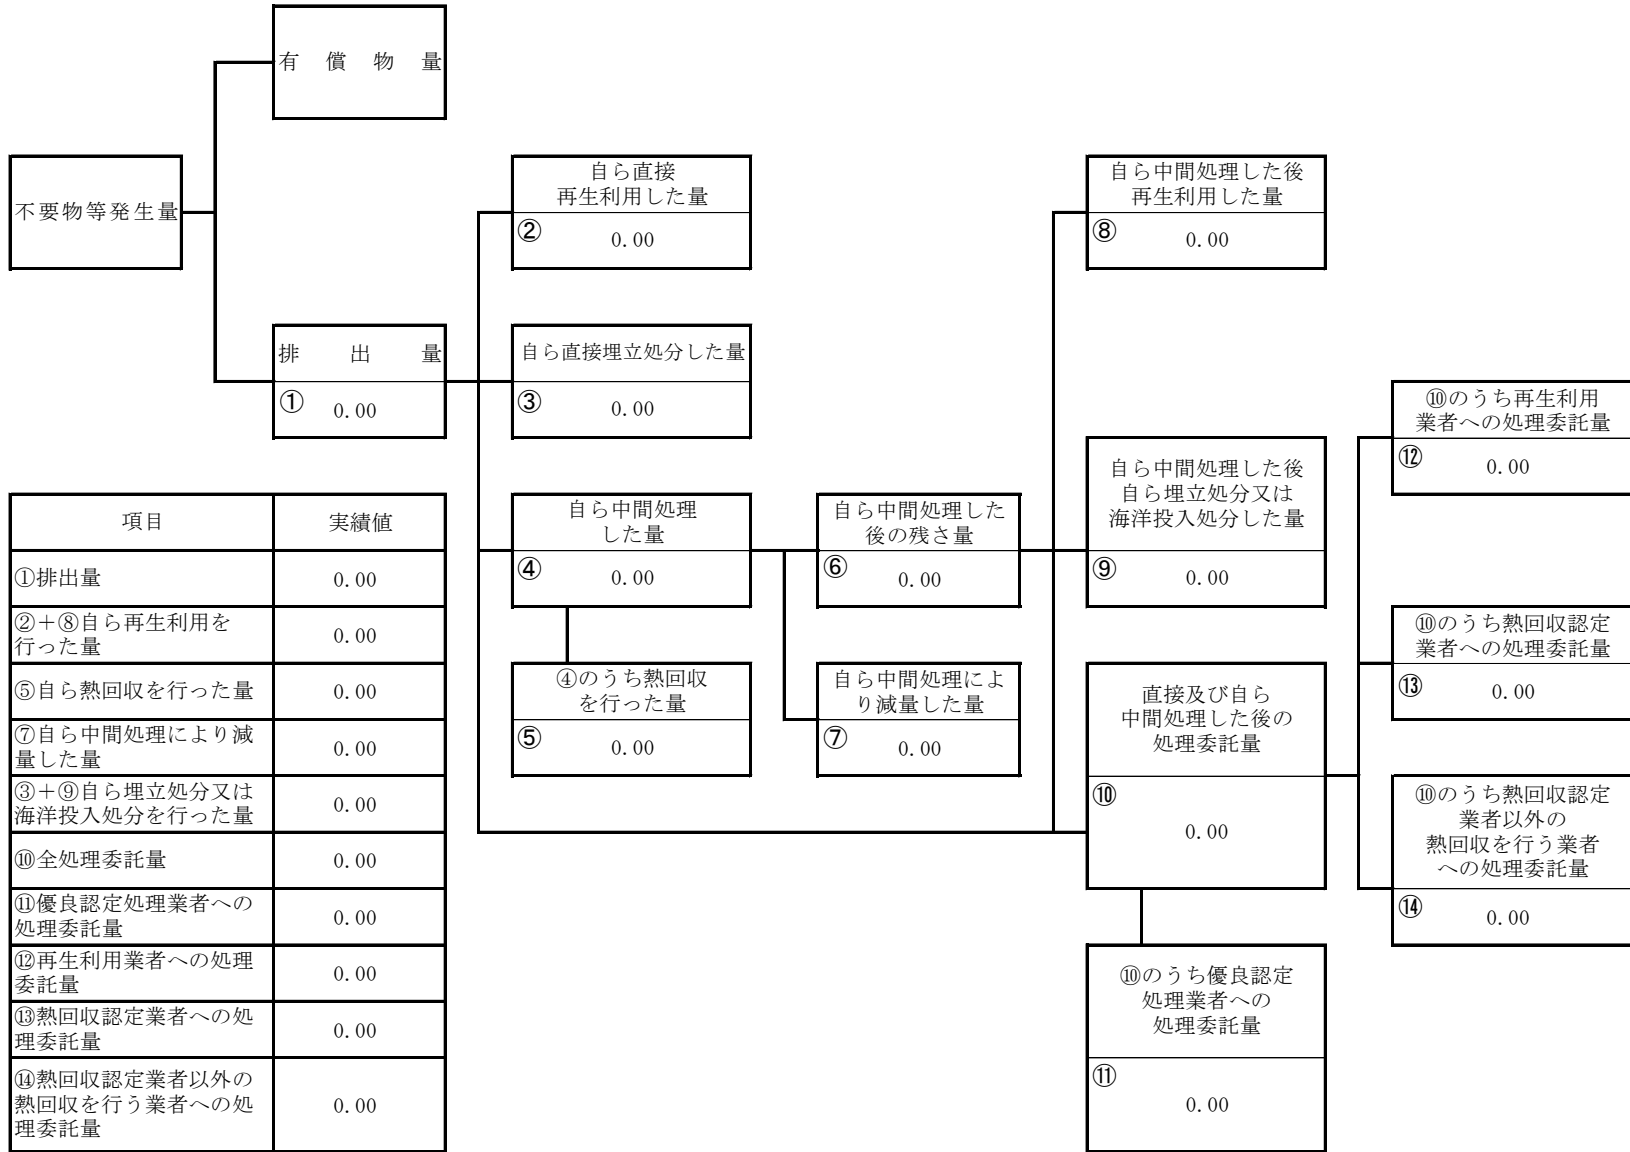 有償物量
不要物等発生量
排出量
① 0.00
自ら直接
再生利用した量
② 0.00
自ら直接埋立処分した量
③ 0.00
自ら中間処理
した量
④ 0.00
④のうち熱回収
を行った量
⑤ 0.00
自ら中間処理した
後の残さ量
⑥ 0.00
自ら中間処理によ
り減量した量
⑦ 0.00
自ら中間処理した後
再生利用した量
⑧ 0.00
自ら中間処理した後
自ら埋立処分又は
海洋投入処分した量
⑨ 0.00
直接及び自ら
中間処理した後の
処理委託量
⑩
0.00
⑩のうち優良認定
処理業者への
処理委託量
⑪
0.00
⑩のうち再生利用
業者への処理委託量
⑫ 0.00
⑩のうち熱回収認定
業者への処理委託量
⑬ 0.00
⑩のうち熱回収認定
業者以外の
熱回収を行う業者
への処理委託量
⑭ 0.00
項目 実績値
①排出量 0.00
②+⑧自ら再生利用を
行った量 0.00
⑤自ら熱回収を行った量 0.00
⑦自ら中間処理により減
量した量 0.00
③+⑨自ら埋立処分又は
海洋投入処分を行った量 0.00
⑩全処理委託量 0.00
⑪優良認定処理業者への
処理委託量 0.00
⑫再生利用業者への処理
委託量 0.00
⑬熱回収認定業者への処
理委託量 0.00
⑭熱回収認定業者以外の
熱回収を行う業者への処
理委託量 0.00